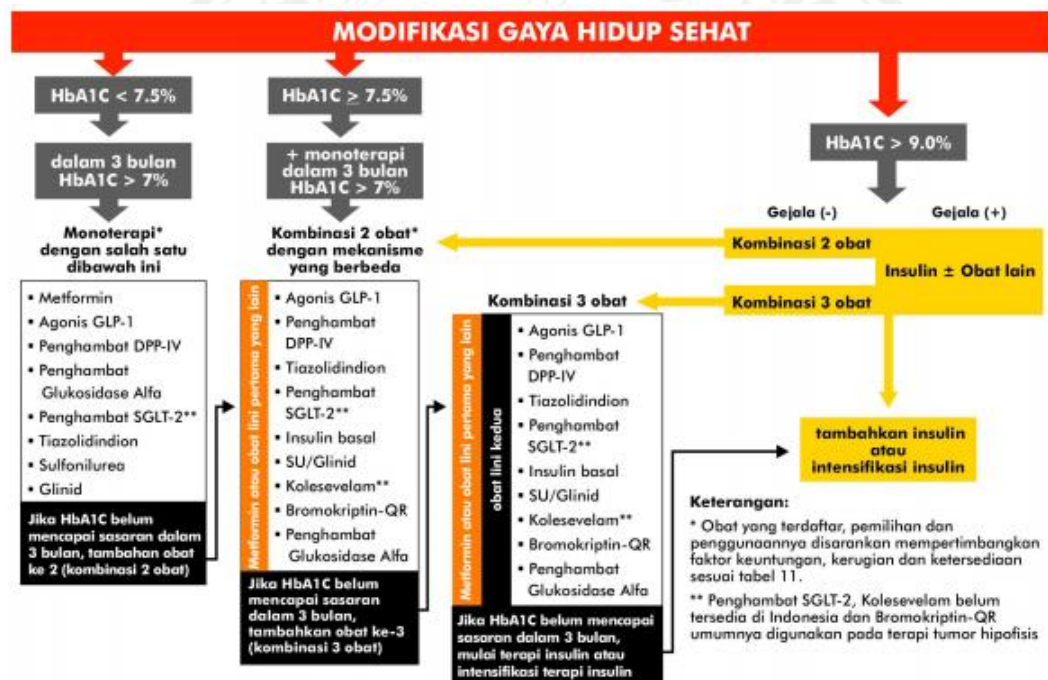 MODIFIKASI GAYA HIDUP SEHAT
HbA1C < 7.5%
dalam 3 bulan
HbA1C > 7%
Monoterapi*
dengan salah satu
dibawah ini
▪ Metformin
▪ Agonis GLP-1
▪ Penghambat DPP-IV
▪ Penghambat
Glukosidase Alfa
▪ Penghambat SGLT-2**
▪ Tiazolidindion
▪ Sulfonilurea
▪ Glinid
Jika HbA1C belum
mencapai sasaran dalam
3 bulan, tambahan obat
ke 2 (kombinasi 2 obat)
HbA1C ≥ 7.5%
+ monoterapi
dalam 3 bulan
HbA1C > 7%
Kombinasi 2 obat*
dengan mekanisme
yang berbeda
Metformin atau obat lini pertama yang lain
▪ Agonis GLP-1
▪ Penghambat
DPP-IV
▪ Tiazolidindion
▪ Penghambat
SGLT-2**
▪ Insulin basal
▪ SU/Glinid
▪ Kolesevelam**
▪ Bromokriptin-QR
▪ Penghambat
Glukosidase Alfa
Jika HbA1C belum
mencapai sasaran
dalam 3 bulan,
tambahkan obat ke-3
(kombinasi 3 obat)
Kombinasi 3 obat
Metformin atau obat lini pertama yang lain
obat lini kedua
▪ Agonis GLP-1
▪ Penghambat
DPP-IV
▪ Tiazolidindion
▪ Penghambat
SGLT-2**
▪ Insulin basal
▪ SU/Glinid
▪ Kolesevelam**
▪ Bromokriptin-QR
▪ Penghambat
Glukosidase Alfa
Jika HbA1C belum mencapai
sasaran dalam 3 bulan,
mulai terapi insulin atau
intensifikasi terapi insulin
HbA1C > 9.0%
Gejala (-)
Gejala (+)
Kombinasi 2 obat
Insulin ± Obat lain
Kombinasi 3 obat
tambahkan insulin
atau
intensifikasi insulin
Keterangan:
* Obat yang terdaftar, pemilihan dan
penggunaannya disarankan mempertimbangkan
faktor keuntungan, kerugian dan ketersediaan
sesuai tabel 11.
** Penghambat SGLT-2, Kolesevelam belum
tersedia di Indonesia dan Bromokriptin-QR
umumnya digunakan pada terapi tumor hipofisis